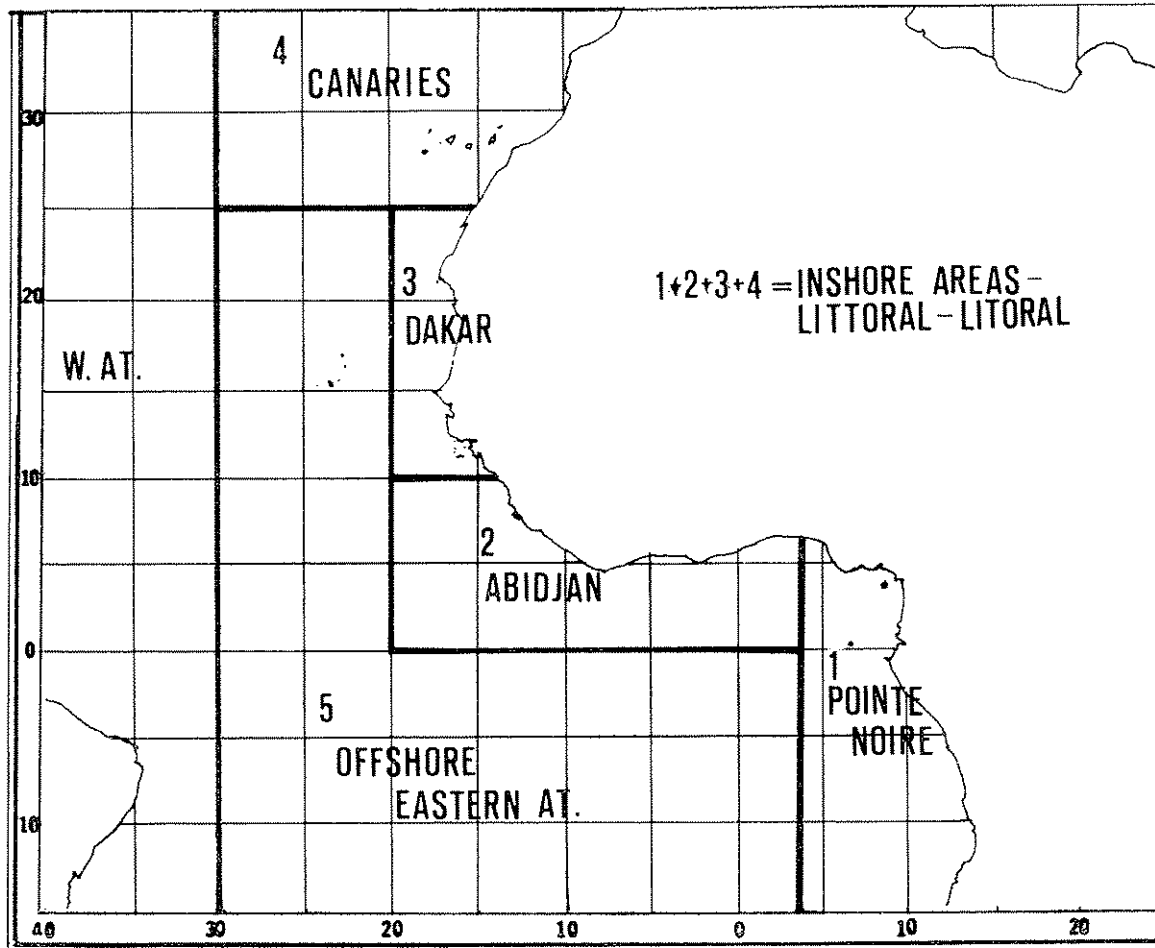 4
CANARIES
30
3
DAKAR
1+2+3+4 = INSHORE AREAS-
LITTORAL-LITORAL
20
W. AT.
10
2
ABIDJAN
0
1
POINTE
NOIRE
5
OFFSHORE
EASTERN AT.
10
40 30 20 10 0 10 20